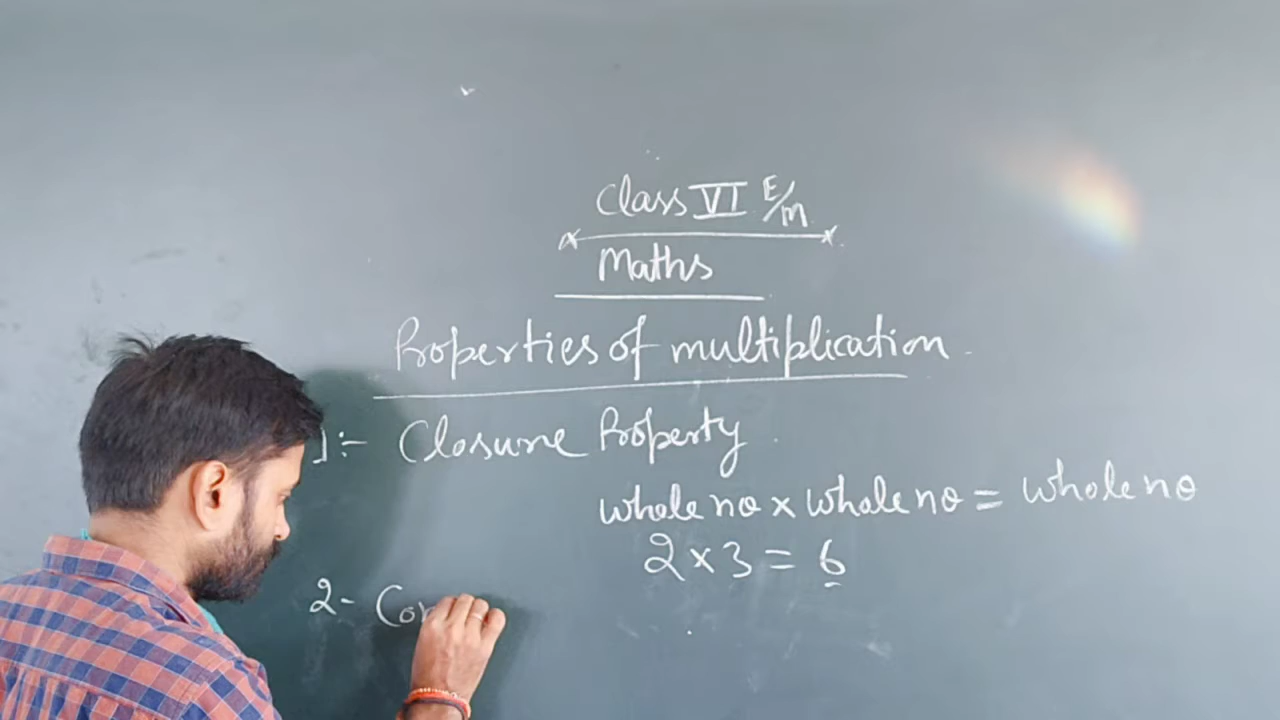 Class VI E/M
Maths
Properties of multiplication
1:- Closure Property
whole no x whole no = whole no
2 x 3 = 6
2- Co